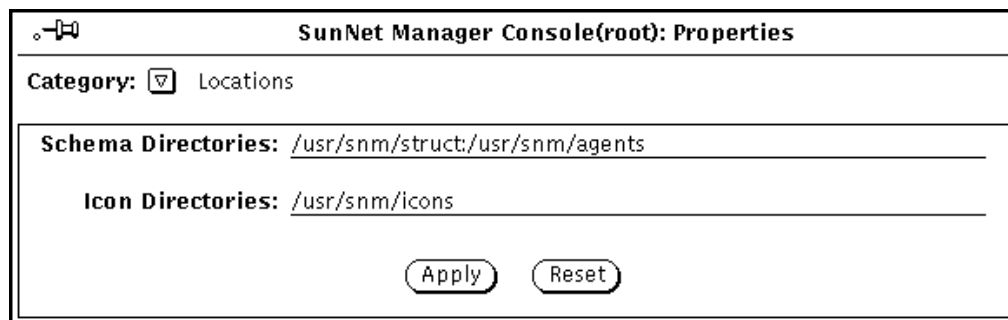 SunNet Manager Console(root): Properties
Category: Locations
Schema Directories: /usr/snm/struct:/usr/snm/agents
Icon Directories: /usr/snm/icons
Apply Reset